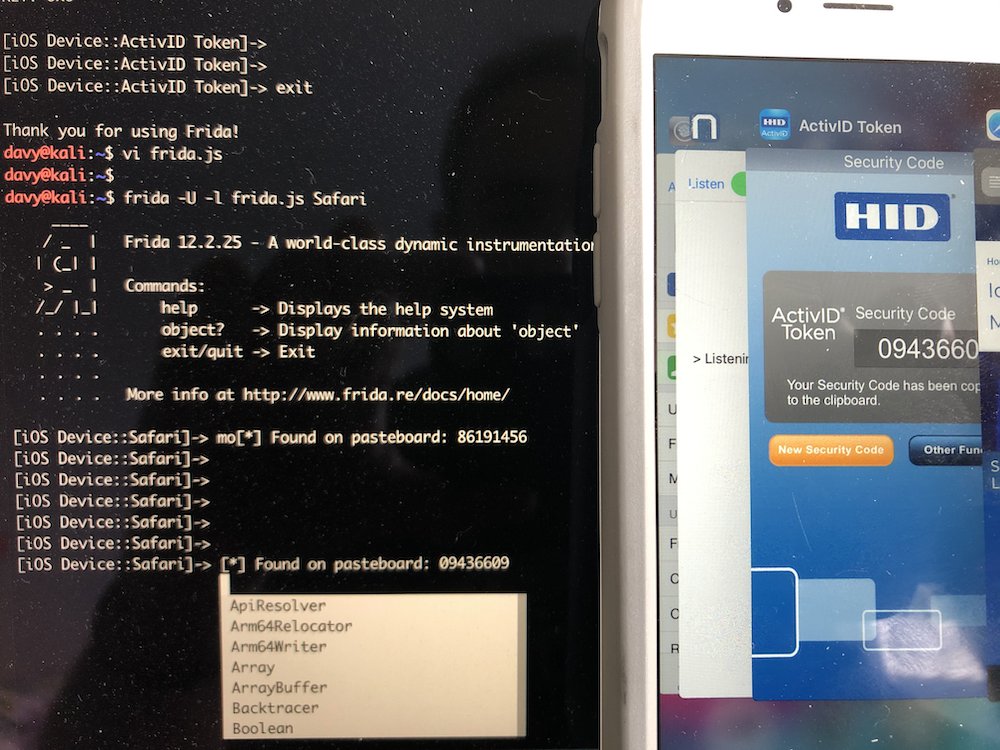 [iOS Device::ActivID Token]->
[iOS Device::ActivID Token]->
[iOS Device::ActivID Token]-> exit
Thank you for using Frida!
davy@kali:~$ vi frida.js
davy@kali:~$
davy@kali:~$ frida -U -l frida.js Safari
Frida 12.2.25 - A world-class dynamic instrumentation
Commands:
help -> Displays the help system
object? -> Display information about 'object'
exit/quit -> Exit
More info at http://www.frida.re/docs/home/
[iOS Device::Safari]-> mo[*] Found on pasteboard: 86191456
[iOS Device::Safari]->
[iOS Device::Safari]->
[iOS Device::Safari]->
[iOS Device::Safari]->
[iOS Device::Safari]->
[iOS Device::Safari]-> [*] Found on pasteboard: 09436609
ApiResolver
Arm64Relocator
Arm64Writer
Array
ArrayBuffer
Backtracer
Boolean
n
Listen
> Listenin
HID
ActivID
ActivID Token
Security Code
HID
ActivID® Token
Security Code
0943660
Your Security Code has been cop
to the clipboard.
New Security Code
Other Fun